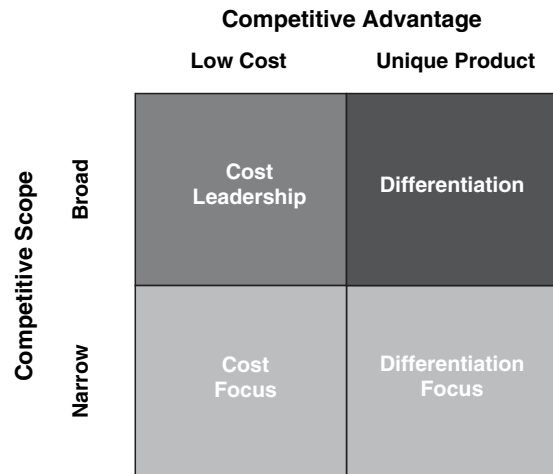 Competitive Advantage
Low Cost
Unique Product
Competitive Scope
Broad
Cost
Leadership
Differentiation
Narrow
Cost
Focus
Differentiation
Focus